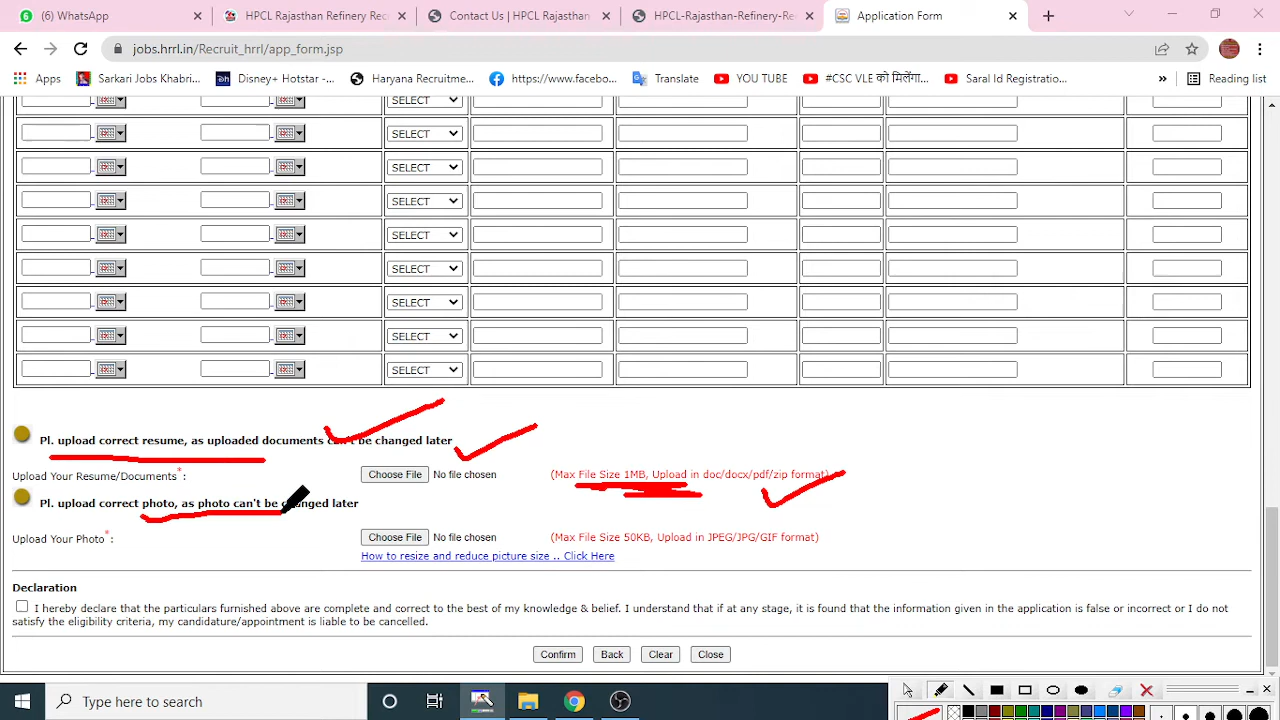 (6) WhatsApp
HPCL Rajasthan Refinery Rec
Contact Us | HPCL Rajasthan
HPCL-Rajasthan-Refinery-Re
Application Form
jobs.hrrl.in/Recruit_hrrl/app_form.jsp
Apps
Sarkari Jobs Khabri...
Disney+ Hotstar -...
Haryana Recruitme...
https://www.facebo...
Translate
YOU TUBE
#CSC VLE को मिलेंगा...
Saral Id Registratio...
»
Reading list
SELECT
SELECT
SELECT
SELECT
SELECT
SELECT
SELECT
SELECT
SELECT
Pl. upload correct resume, as uploaded documents can't be changed later
Upload Your Resume/Documents*:
Choose File No file chosen
(Max File Size 1MB, Upload in doc/docx/pdf/zip format)
Pl. upload correct photo, as photo can't be changed later
Upload Your Photo*:
Choose File No file chosen
(Max File Size 50KB, Upload in JPEG/JPG/GIF format)
How to resize and reduce picture size .. Click Here
Declaration
I hereby declare that the particulars furnished above are complete and correct to the best of my knowledge & belief. I understand that if at any stage, it is found that the information given in the application is false or incorrect or I do not
satisfy the eligibility criteria, my candidature/appointment is liable to be cancelled.
Confirm
Back
Clear
Close
Type here to search